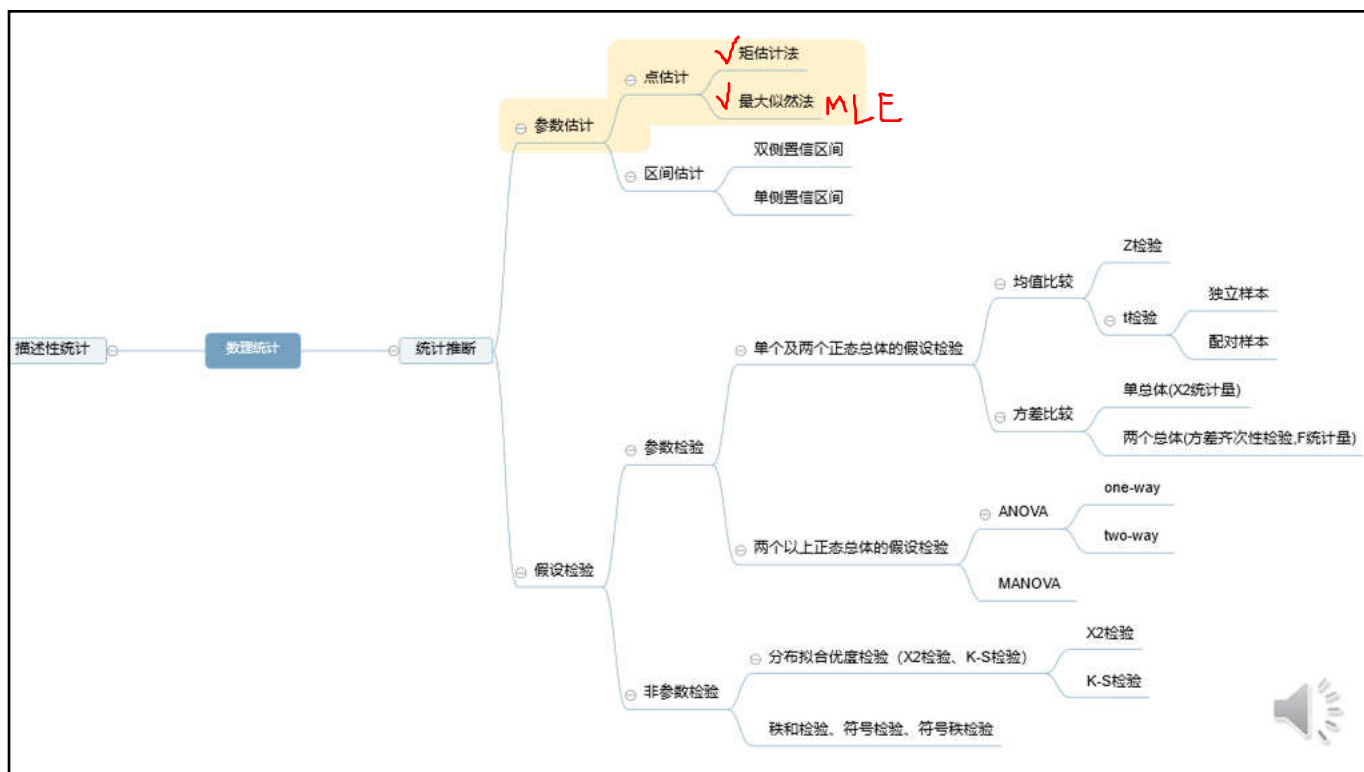 矩估计法
点估计
最大似然法 MLE
参数估计
双侧置信区间
区间估计
单侧置信区间
Z检验
均值比较
独立样本
t检验
配对样本
描述性统计
数理统计
统计推断
单个及两个正态总体的假设检验
单总体(X2统计量)
方差比较
两个总体(方差齐次性检验,F统计量)
参数检验
one-way
ANOVA
two-way
两个以上正态总体的假设检验
假设检验
MANOVA
X2检验
分布拟合优度检验（X2检验、K-S检验）
K-S检验
非参数检验
秩和检验、符号检验、符号秩检验